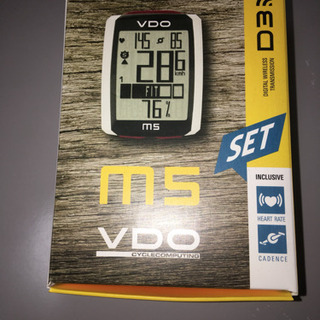 VDO
145 85
28.6
km/h
1
FIT
76%
M5
D3
DIGITAL WIRELESS
TRANSMISSION
SET
M5
INCLUSIVE
HEART RATE
CADENCE
VDO
CYCLECOMPUTING